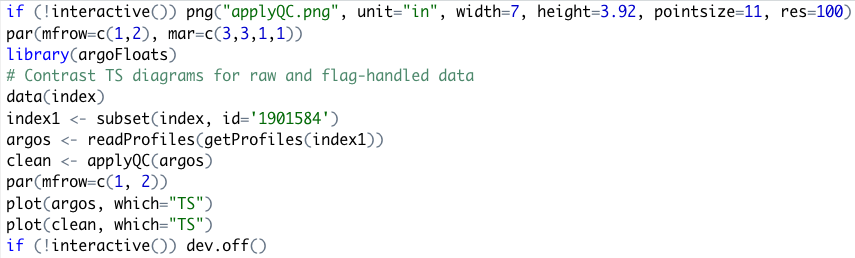 if (!interactive()) png("applyQC.png", unit="in", width=7, height=3.92, pointsize=11, res=100)
par(mfrow=c(1,2), mar=c(3,3,1,1))
library(argoFloats)
# Contrast TS diagrams for raw and flag-handled data
data(index)
index1 <- subset(index, id='1901584')
argos <- readProfiles(getProfiles(index1))
clean <- applyQC(argos)
par(mfrow=c(1, 2))
plot(argos, which="TS")
plot(clean, which="TS")
if (!interactive()) dev.off()